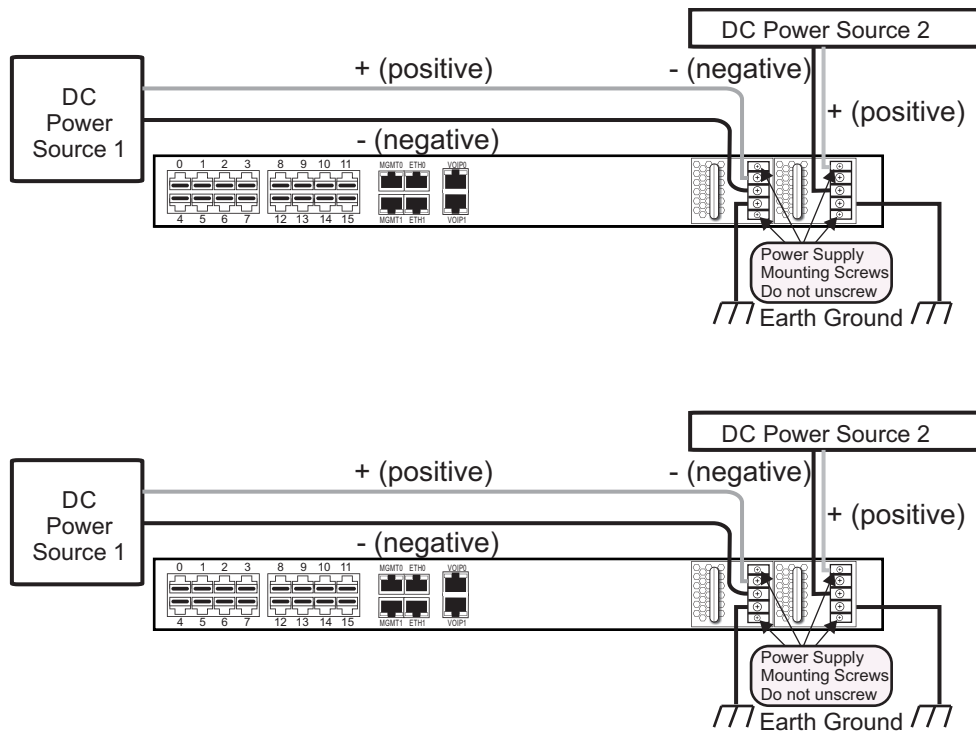 DC Power Source 2
+ (positive)
- (negative)
DC
Power
Source 1
+ (positive)
- (negative)
0 1 2 3 8 9 10 11 MGMT0 ETH0 VOIP0
4 5 6 7 12 13 14 15 MGMT1 ETH1 VOIP1
Power Supply
Mounting Screws
Do not unscrew
Earth Ground
DC Power Source 2
+ (positive)
- (negative)
DC
Power
Source 1
+ (positive)
- (negative)
0 1 2 3 8 9 10 11 MGMT0 ETH0 VOIP0
4 5 6 7 12 13 14 15 MGMT1 ETH1 VOIP1
Power Supply
Mounting Screws
Do not unscrew
Earth Ground